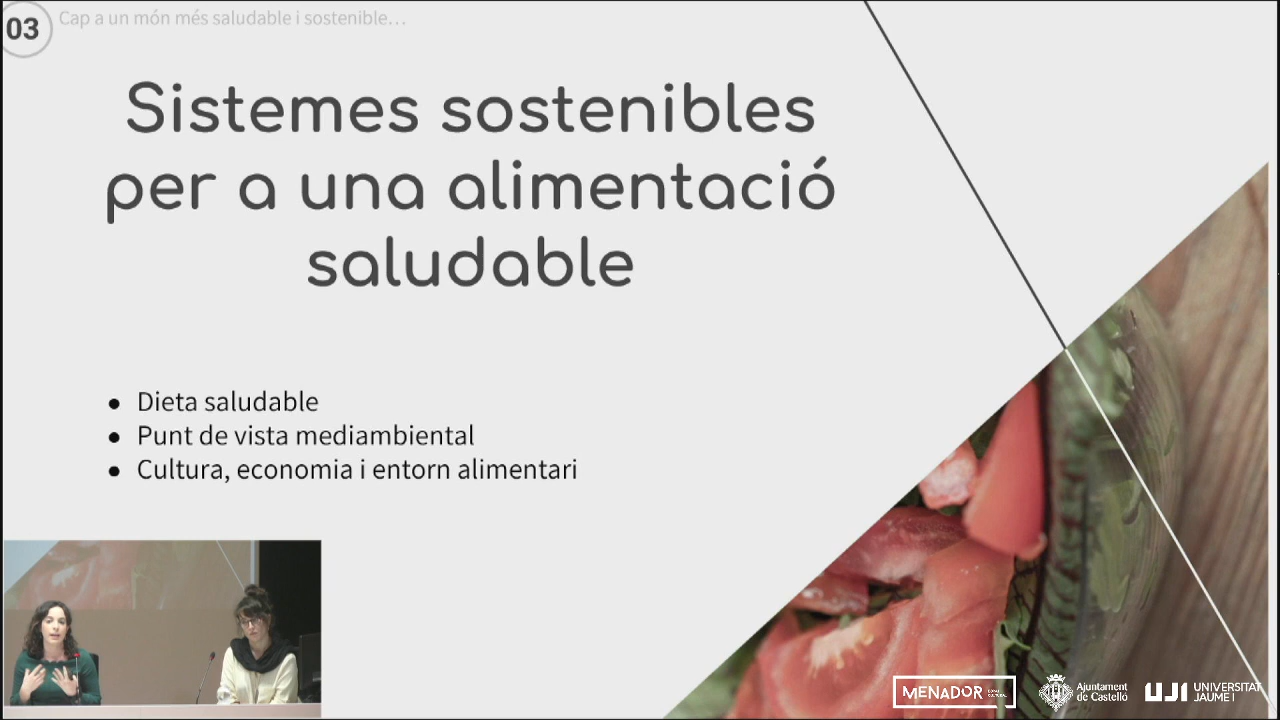 03
Cap a un món més saludable i sostenible...
Sistemes sostenibles
per a una alimentació
saludable
● Dieta saludable
● Punt de vista mediambiental
● Cultura, economia i entorn alimentari
MENADOR
Ajuntament
de Castelló
UJI UNIVERSITAT
JAUME I